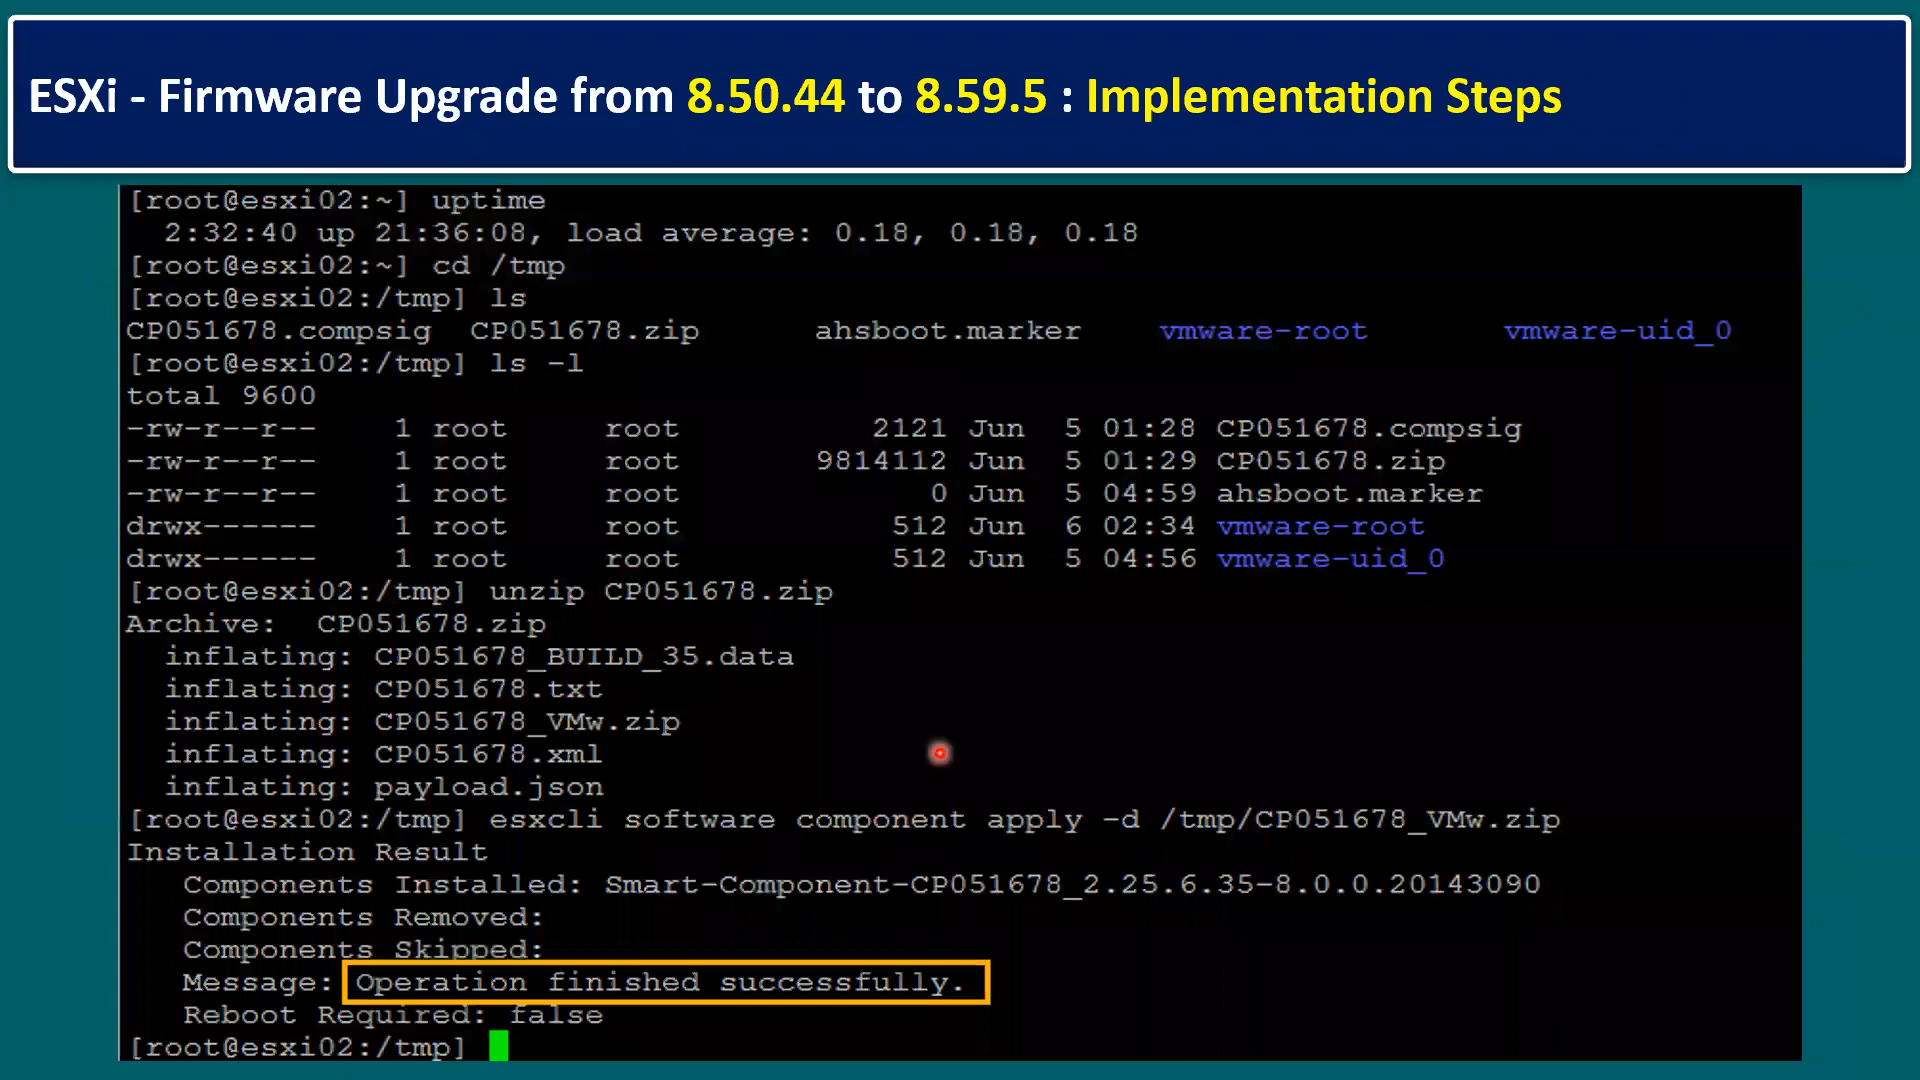 ESXi - Firmware Upgrade from 8.50.44 to 8.59.5 : Implementation Steps
[root@esxi02:~] uptime
2:32:40 up 21:36:08, load average: 0.18, 0.18, 0.18
[root@esxi02:~] cd /tmp
[root@esxi02:/tmp] ls
CP051678.compsig CP051678.zip ahsboot.marker vmware-root vmware-uid_0
[root@esxi02:/tmp] ls -l
total 9600
-rw-r--r-- 1 root root 2121 Jun 5 01:28 CP051678.compsig
-rw-r--r-- 1 root root 9814112 Jun 5 01:29 CP051678.zip
-rw-r--r-- 1 root root 0 Jun 5 04:59 ahsboot.marker
drwx------ 1 root root 512 Jun 6 02:34 vmware-root
drwx------ 1 root root 512 Jun 5 04:56 vmware-uid_0
[root@esxi02:/tmp] unzip CP051678.zip
Archive: CP051678.zip
inflating: CP051678_BUILD_35.data
inflating: CP051678.txt
inflating: CP051678_VMw.zip
inflating: CP051678.xml
inflating: payload.json
[root@esxi02:/tmp] esxcli software component apply -d /tmp/CP051678_VMw.zip
Installation Result
Components Installed: Smart-Component-CP051678_2.25.6.35-8.0.0.20143090
Components Removed:
Components Skipped:
Message: Operation finished successfully.
Reboot Required: false
[root@esxi02:/tmp]